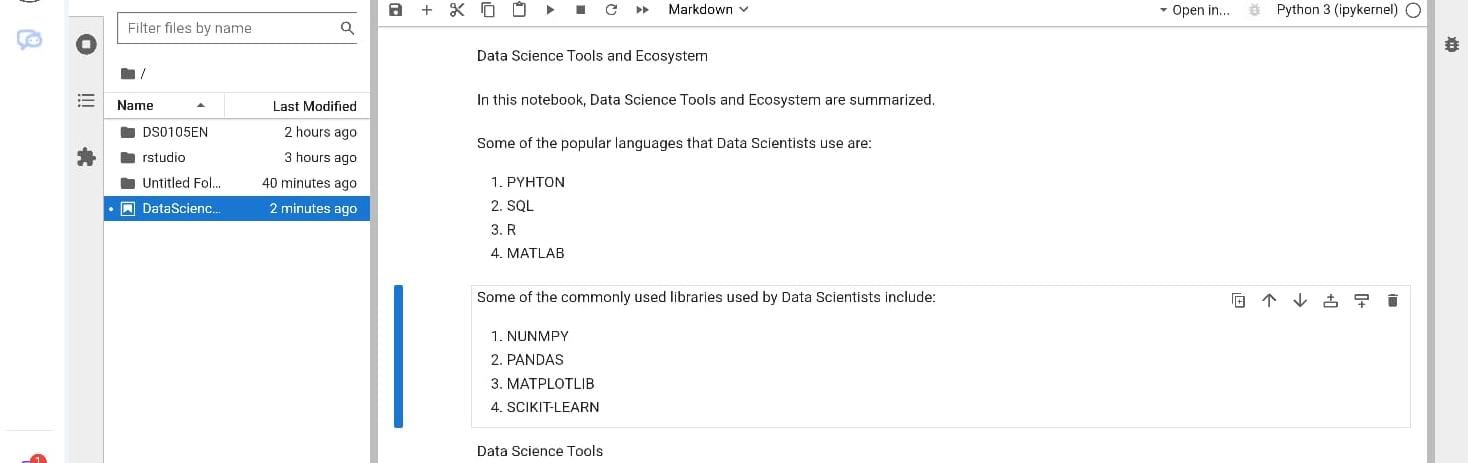 Filter files by name
/
Name Last Modified
DS0105EN 2 hours ago
rstudio 3 hours ago
Untitled Fol... 40 minutes ago
DataScienc... 2 minutes ago
Markdown Open in... Python 3 (ipykernel)
Data Science Tools and Ecosystem
In this notebook, Data Science Tools and Ecosystem are summarized.
Some of the popular languages that Data Scientists use are:
1. PYHTON
2. SQL
3. R
4. MATLAB
Some of the commonly used libraries used by Data Scientists include:
1. NUNMPY
2. PANDAS
3. MATPLOTLIB
4. SCIKIT-LEARN
Data Science Tools
1